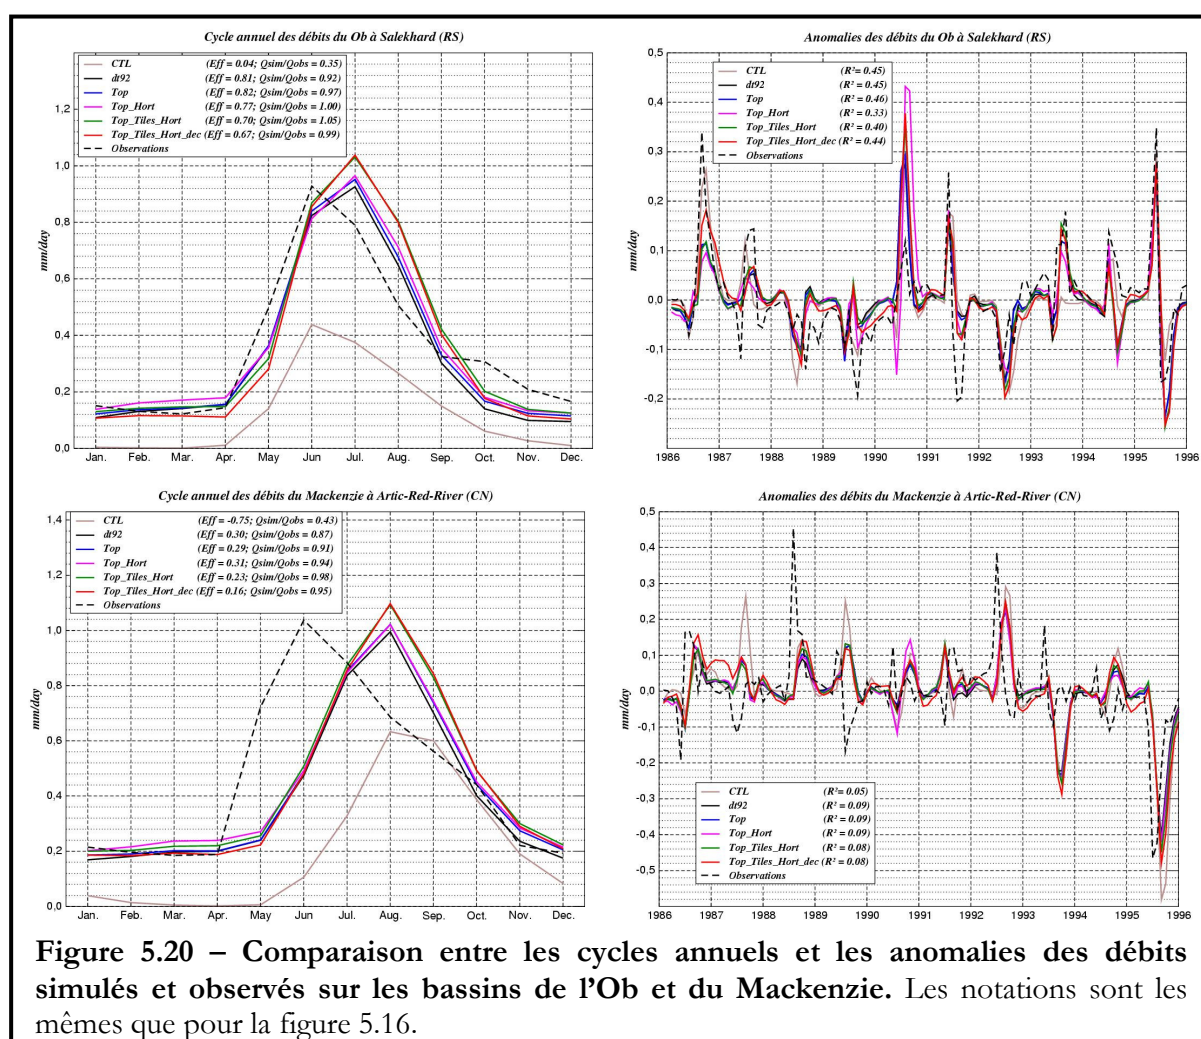 Cycle annuel des débits du Ob à Salekhard (RS)
CTL (Eff = 0.04; Qsim/Qobs = 0.35)
dt92 (Eff = 0.81; Qsim/Qobs = 0.92)
Top (Eff = 0.82; Qsim/Qobs = 0.97)
Top_Hort (Eff = 0.77; Qsim/Qobs = 1.00)
Top_Tiles_Hort (Eff = 0.70; Qsim/Qobs = 1.05)
Top_Tiles_Hort_dec (Eff = 0.67; Qsim/Qobs = 0.99)
Observations
1,2
1,0
0,8
0,6
0,4
0,2
0,0
mm/day
Jan. Feb. Mar. Apr. May Jun Jul. Aug. Sep. Oct. Nov. Dec.
Anomalies des débits du Ob à Salekhard (RS)
CTL (R²= 0.45)
dt92 (R² = 0.45)
Top (R² = 0.46)
Top_Hort (R² = 0.33)
Top_Tiles_Hort (R² = 0.40)
Top_Tiles_Hort_dec (R² = 0.44)
Observations
0,5
0,4
0,3
0,2
0,1
0,0
-0,1
-0,2
mm/day
1986 1987 1988 1989 1990 1991 1992 1993 1994 1995 1996
Cycle annuel des débits du Mackenzie à Artic-Red-River (CN)
CTL (Eff = -0.75; Qsim/Qobs = 0.43)
dt92 (Eff = 0.30; Qsim/Qobs = 0.87)
Top (Eff = 0.29; Qsim/Qobs = 0.91)
Top_Hort (Eff = 0.31; Qsim/Qobs = 0.94)
Top_Tiles_Hort (Eff = 0.23; Qsim/Qobs = 0.98)
Top_Tiles_Hort_dec (Eff = 0.16; Qsim/Qobs = 0.95)
Observations
1,4
1,2
1,0
0,8
0,6
0,4
0,2
0,0
mm/day
Jan. Feb. Mar. Apr. May Jun Jul. Aug. Sep. Oct. Nov. Dec.
Anomalies des débits du Mackenzie à Artic-Red-River (CN)
0,5
0,4
0,3
0,2
0,1
0,0
-0,1
-0,2
-0,3
-0,4
-0,5
mm/day
CTL (R²= 0.05)
dt92 (R² = 0.09)
Top (R² = 0.09)
Top_Hort (R² = 0.09)
Top_Tiles_Hort (R² = 0.08)
Top_Tiles_Hort_dec (R² = 0.08)
Observations
1986 1987 1988 1989 1990 1991 1992 1993 1994 1995 1996
Figure 5.20 – Comparaison entre les cycles annuels et les anomalies des débits
simulés et observés sur les bassins de l’Ob et du Mackenzie. Les notations sont les
mêmes que pour la figure 5.16.